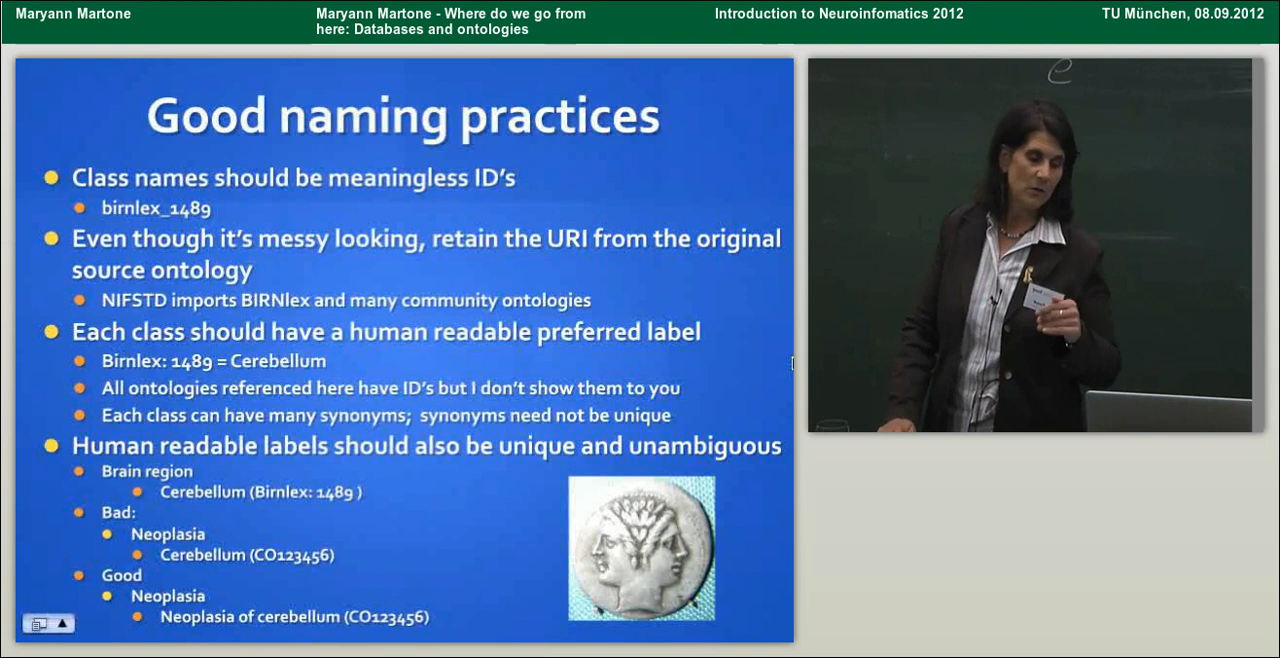 Maryann Martone
Maryann Martone - Where do we go from
here: Databases and ontologies
Introduction to Neuroinfomatics 2012
TU München, 08.09.2012
Good naming practices
Class names should be meaningless ID's
birnlex_1489
Even though it's messy looking, retain the URI from the original
source ontology
NIFSTD imports BIRNlex and many community ontologies
Each class should have a human readable preferred label
Birnlex: 1489 = Cerebellum
All ontologies referenced here have ID's but I don't show them to you
Each class can have many synonyms; synonyms need not be unique
Human readable labels should also be unique and unambiguous
Brain region
Cerebellum (Birnlex: 1489 )
Bad:
Neoplasia
Cerebellum (CO123456)
Good
Neoplasia
Neoplasia of cerebellum (CO123456)
e